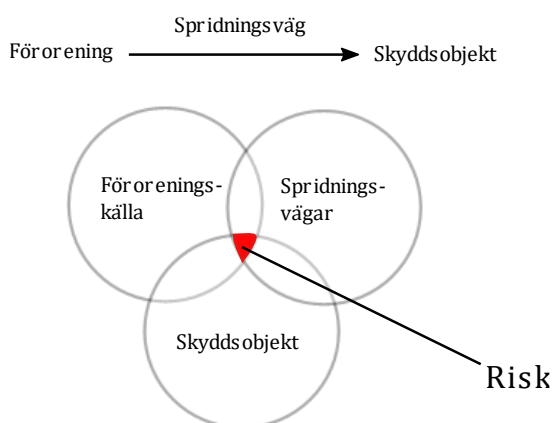 Spridningsväg
Förorening
Skyddsobjekt
Förorenings-
källa
Spridnings-
vägar
Skyddsobjekt
Risk